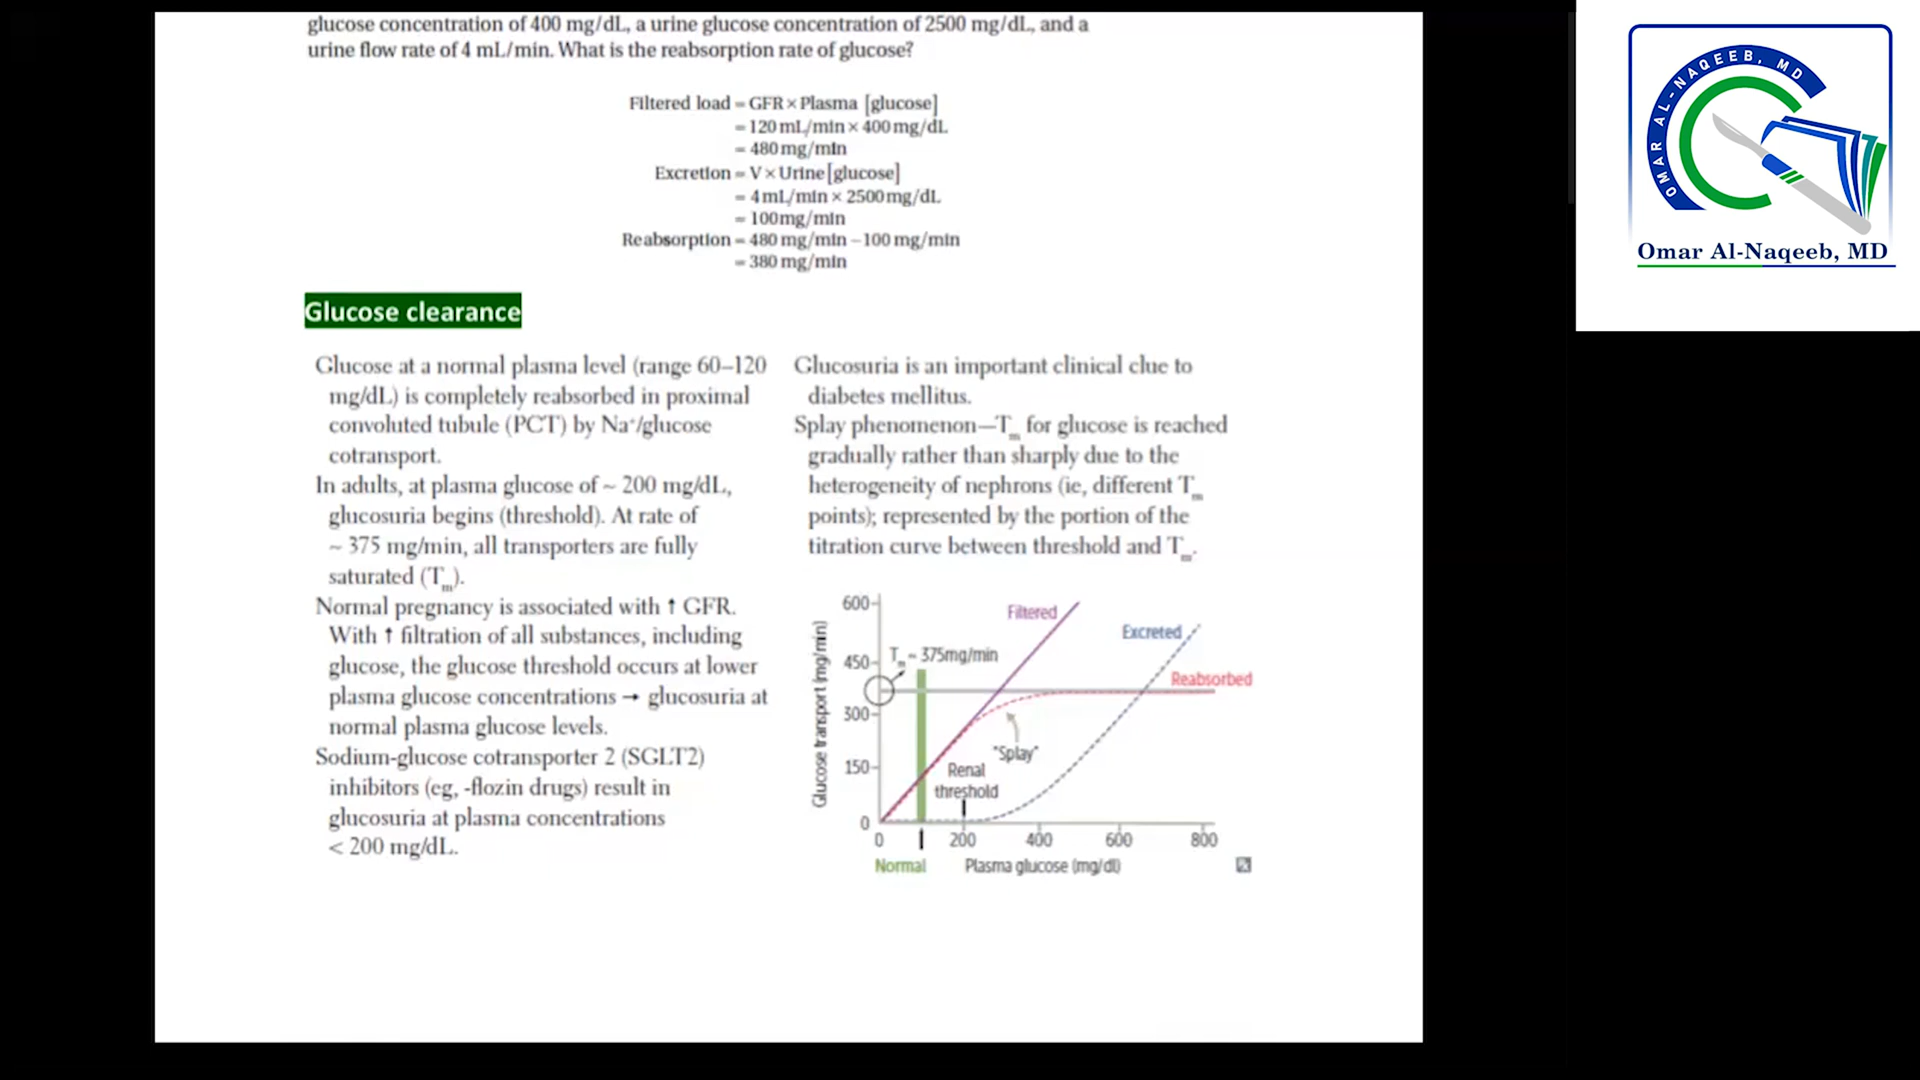 glucose concentration of 400 mg/dL, a urine glucose concentration of 2500 mg/dL, and a
urine flow rate of 4 mL/min. What is the reabsorption rate of glucose?
Filtered load = GFR × Plasma [glucose]
= 120 mL/min × 400 mg/dL
= 480 mg/min
Excretion = V × Urine [glucose]
= 4 mL/min × 2500 mg/dL
= 100mg/min
Reabsorption = 480 mg/min − 100 mg/min
= 380 mg/min
Glucose clearance
Glucose at a normal plasma level (range 60–120
mg/dL) is completely reabsorbed in proximal
convoluted tubule (PCT) by Na⁺/glucose
cotransport.
In adults, at plasma glucose of ~ 200 mg/dL,
glucosuria begins (threshold). At rate of
~ 375 mg/min, all transporters are fully
saturated (Tm).
Normal pregnancy is associated with ↑ GFR.
With ↑ filtration of all substances, including
glucose, the glucose threshold occurs at lower
plasma glucose concentrations → glucosuria at
normal plasma glucose levels.
Sodium-glucose cotransporter 2 (SGLT2)
inhibitors (eg, -flozin drugs) result in
glucosuria at plasma concentrations
< 200 mg/dL.
Glucosuria is an important clinical clue to
diabetes mellitus.
Splay phenomenon—Tm for glucose is reached
gradually rather than sharply due to the
heterogeneity of nephrons (ie, different Tm
points); represented by the portion of the
titration curve between threshold and Tm.
Glucose transport (mg/min)
600
450
300
150
0
Filtered
Excreted
Tm ~ 375mg/min
Reabsorbed
"Splay"
Renal
threshold
0 200 400 600 800
Normal
Plasma glucose (mg/dl)
OMAR AL-NAQEEB, MD
Omar Al-Naqeeb, MD